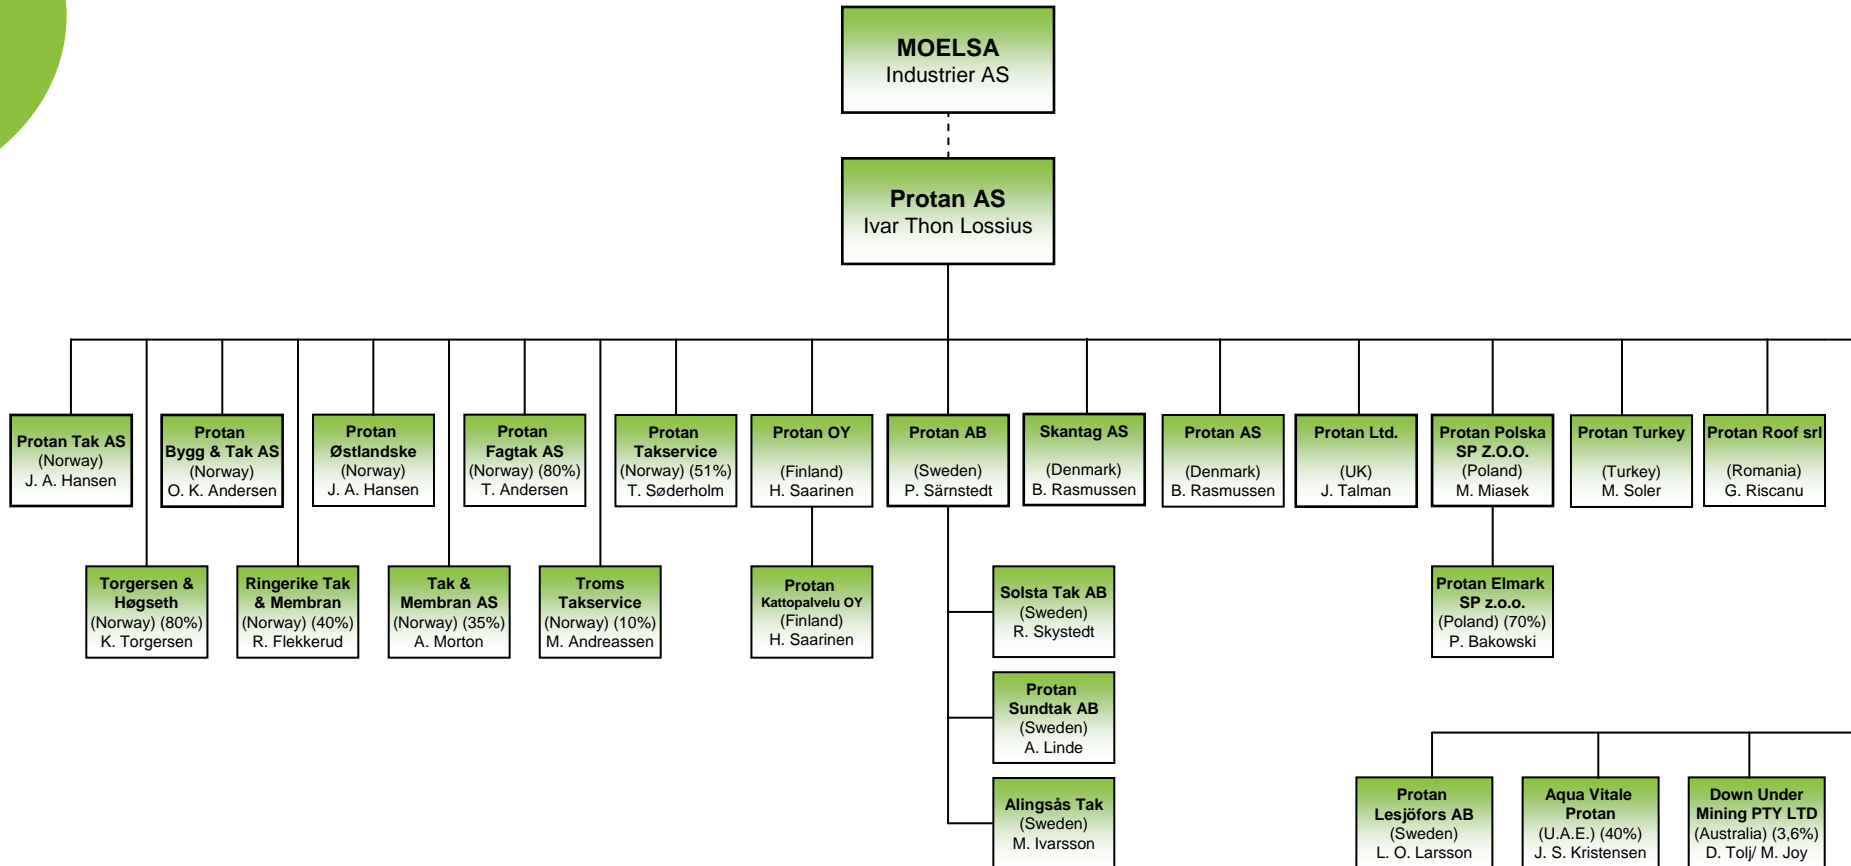 MOELSA
Industrier AS
Protan AS
Ivar Thon Lossius
Protan Tak AS
(Norway)
J. A. Hansen
Protan
Bygg & Tak AS
(Norway)
O. K. Andersen
Protan
Østlandske
(Norway)
J. A. Hansen
Protan
Fagtak AS
(Norway) (80%)
T. Andersen
Protan
Takservice
(Norway) (51%)
T. Søderholm
Protan OY
(Finland)
H. Saarinen
Protan AB
(Sweden)
P. Särnstedt
Skantag AS
(Denmark)
B. Rasmussen
Protan AS
(Denmark)
B. Rasmussen
Protan Ltd.
(UK)
J. Talman
Protan Polska
SP Z.O.O.
(Poland)
M. Miasek
Protan Turkey
(Turkey)
M. Soler
Protan Roof srl
(Romania)
G. Riscanu
Torgersen &
Høgseth
(Norway) (80%)
K. Torgersen
Ringerike Tak
& Membran
(Norway) (40%)
R. Flekkerud
Tak &
Membran AS
(Norway) (35%)
A. Morton
Troms
Takservice
(Norway) (10%)
M. Andreassen
Protan
Kattopalvelu OY
(Finland)
H. Saarinen
Solsta Tak AB
(Sweden)
R. Skystedt
Protan Elmark
SP z.o.o.
(Poland) (70%)
P. Bakowski
Protan
Sundtak AB
(Sweden)
A. Linde
Alingsås Tak
(Sweden)
M. Ivarsson
Protan
Lesjöfors AB
(Sweden)
L. O. Larsson
Aqua Vitale
Protan
(U.A.E.) (40%)
J. S. Kristensen
Down Under
Mining PTY LTD
(Australia) (3,6%)
D. Tolj/ M. Joy